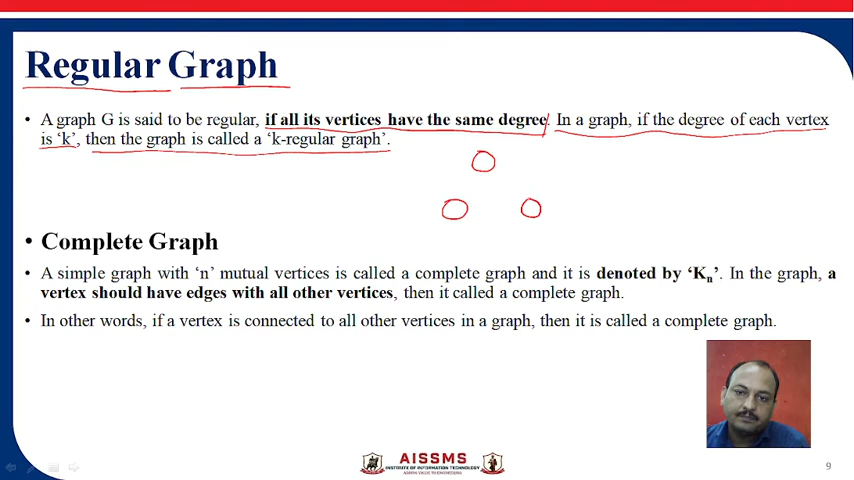 Regular Graph
• A graph G is said to be regular, if all its vertices have the same degree. In a graph, if the degree of each vertex
is ‘k’, then the graph is called a ‘k-regular graph’.
• Complete Graph
• A simple graph with ‘n’ mutual vertices is called a complete graph and it is denoted by ‘Kn’. In the graph, a
vertex should have edges with all other vertices, then it called a complete graph.
• In other words, if a vertex is connected to all other vertices in a graph, then it is called a complete graph.
AISSMS
INSTITUTE OF INFORMATION TECHNOLOGY
ADDING VALUE TO ENGINEERING
9